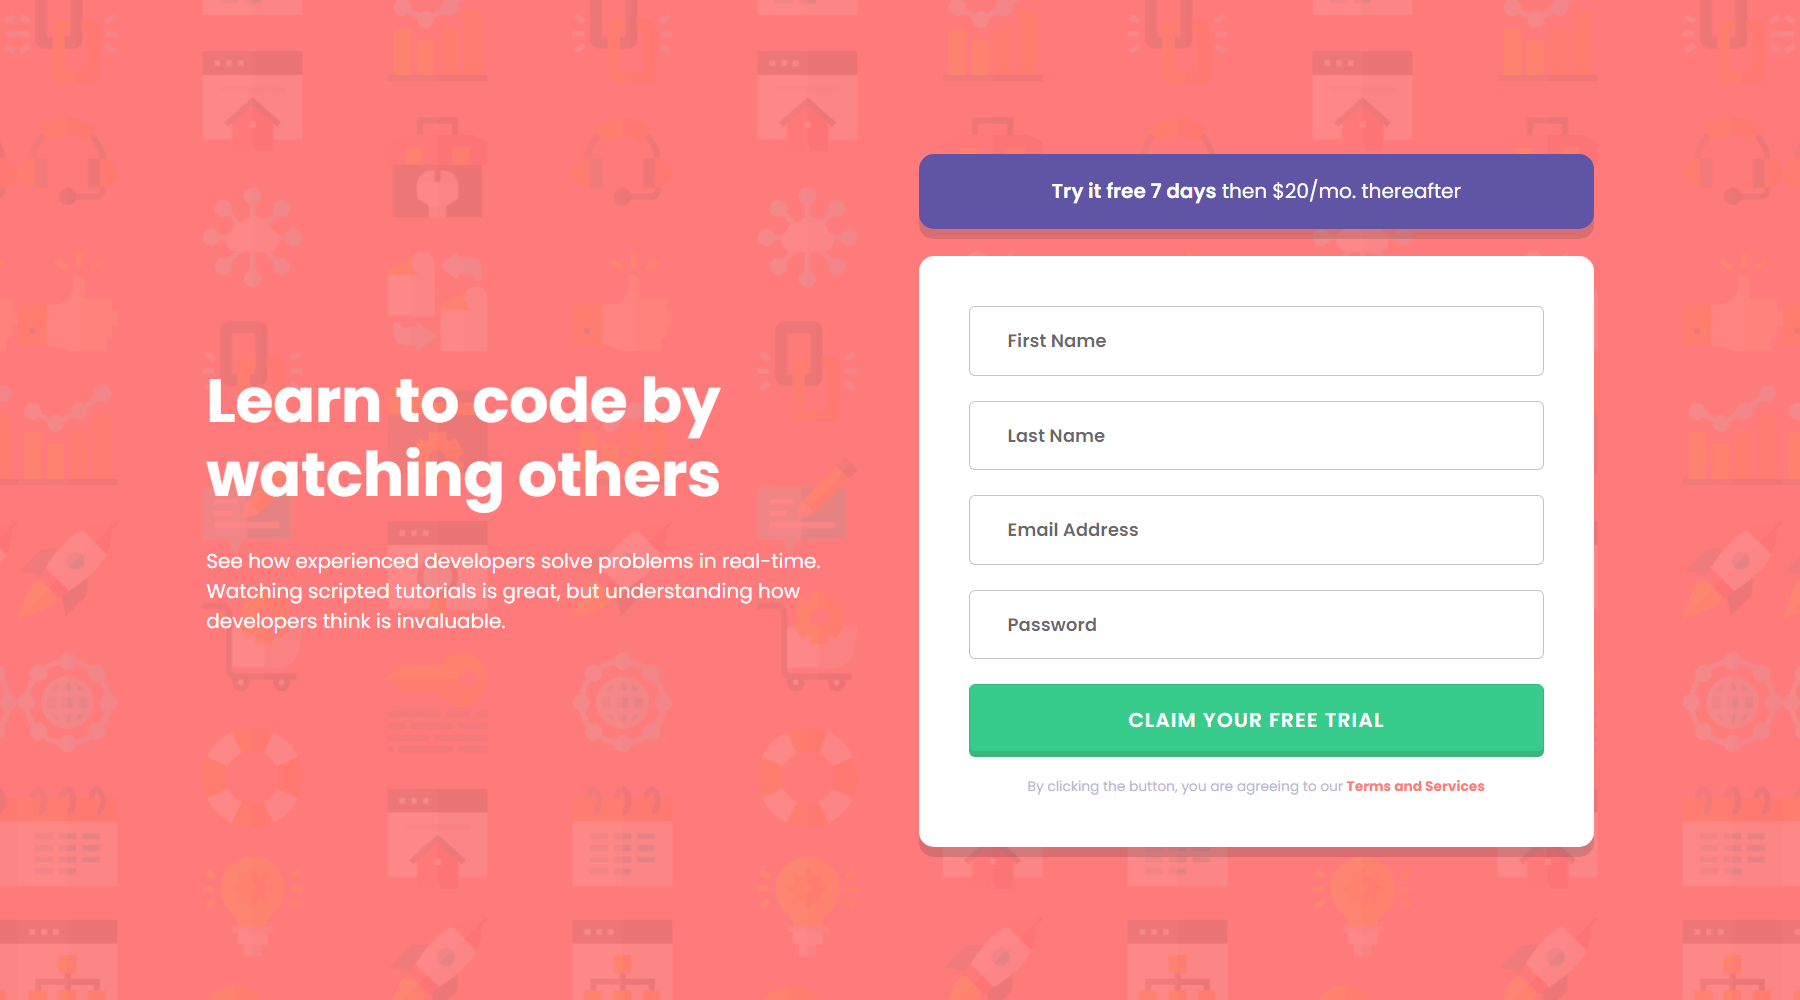 Learn to code by
watching others
See how experienced developers solve problems in real-time.
Watching scripted tutorials is great, but understanding how
developers think is invaluable.
Try it free 7 days then $20/mo. thereafter
First Name
Last Name
Email Address
Password
CLAIM YOUR FREE TRIAL
By clicking the button, you are agreeing to our Terms and Services